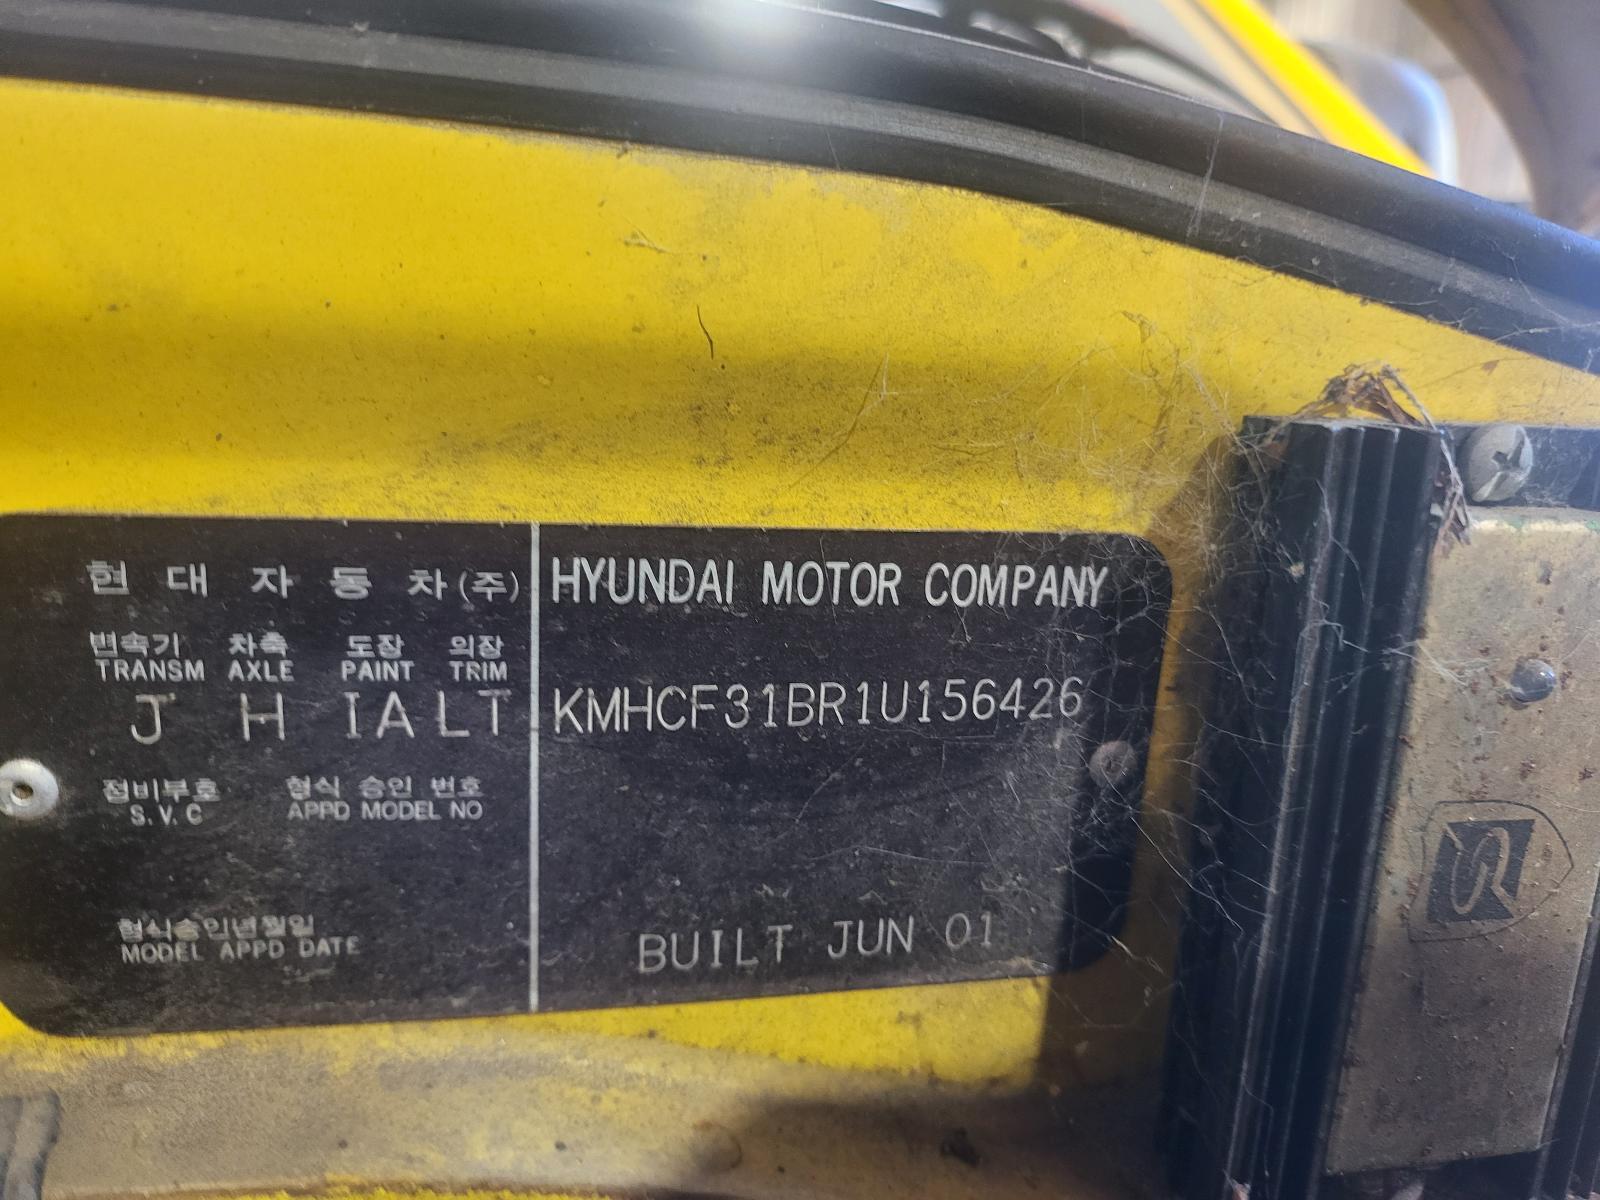 현대자동차(주)
변속기 차축 도장 의장
TRANSM AXLE PAINT TRIM
J H IA LT
정비부호 형식 승인 번호
S.V.C APPD MODEL NO
형식승인년월일
MODEL APPD DATE
HYUNDAI MOTOR COMPANY
KMHCF31BR1U156426
BUILT JUN 01